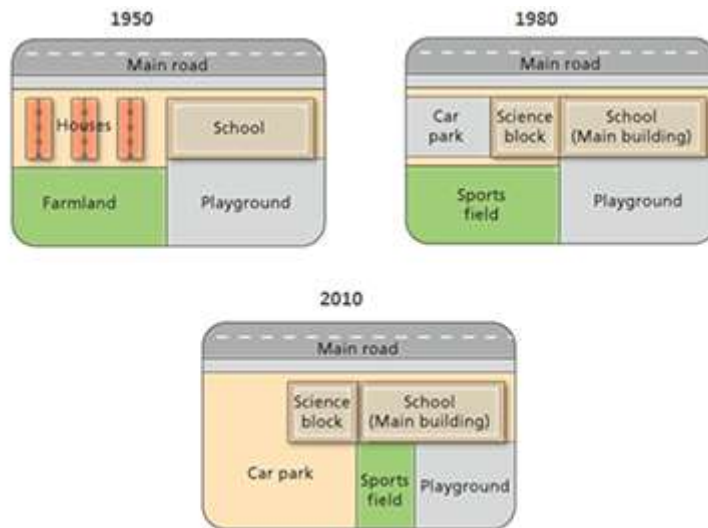 1950
Main road
Houses
School
Farmland
Playground
1980
Main road
Car
park
Science
block
School
(Main building)
Sports
field
Playground
2010
Main road
Science
block
School
(Main building)
Car park
Sports
field
Playground